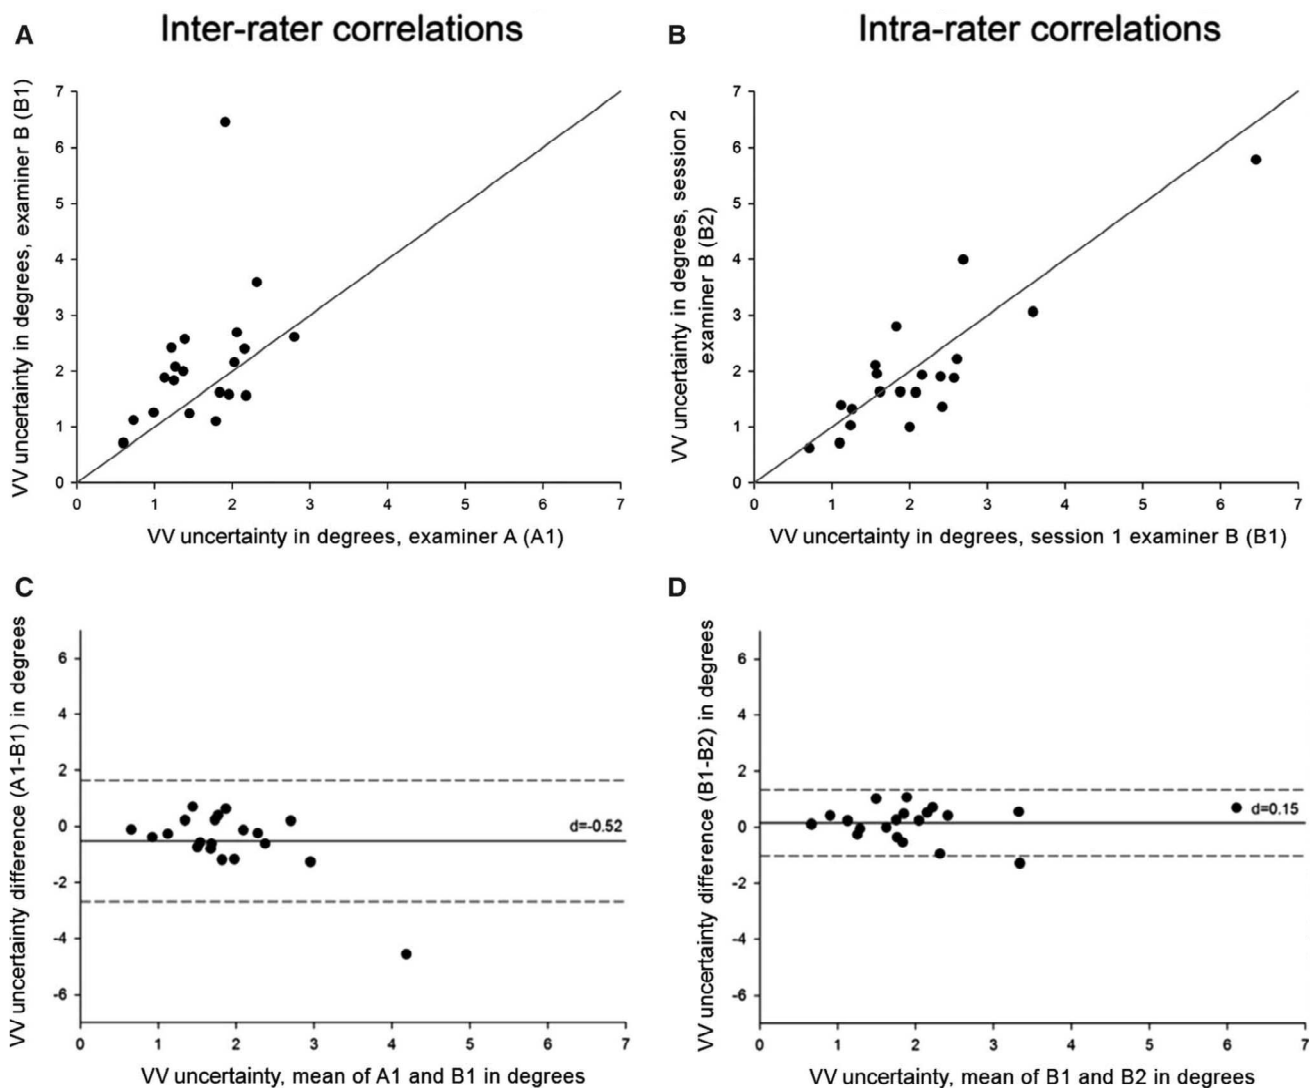 A
Inter-rater correlations
VV uncertainty in degrees, examiner B (B1)
7
6
5
4
3
2
1
0
0 1 2 3 4 5 6 7
VV uncertainty in degrees, examiner A (A1)
B
Intra-rater correlations
VV uncertainty in degrees, session 2
examiner B (B2)
7
6
5
4
3
2
1
0
0 1 2 3 4 5 6 7
VV uncertainty in degrees, session 1 examiner B (B1)
C
VV uncertainty difference (A1-B1) in degrees
6
4
2
0
-2
-4
-6
d=-0.52
0 1 2 3 4 5 6 7
VV uncertainty, mean of A1 and B1 in degrees
D
VV uncertainty difference (B1-B2) in degrees
6
4
2
0
-2
-4
-6
d=0.15
0 1 2 3 4 5 6 7
VV uncertainty, mean of B1 and B2 in degrees